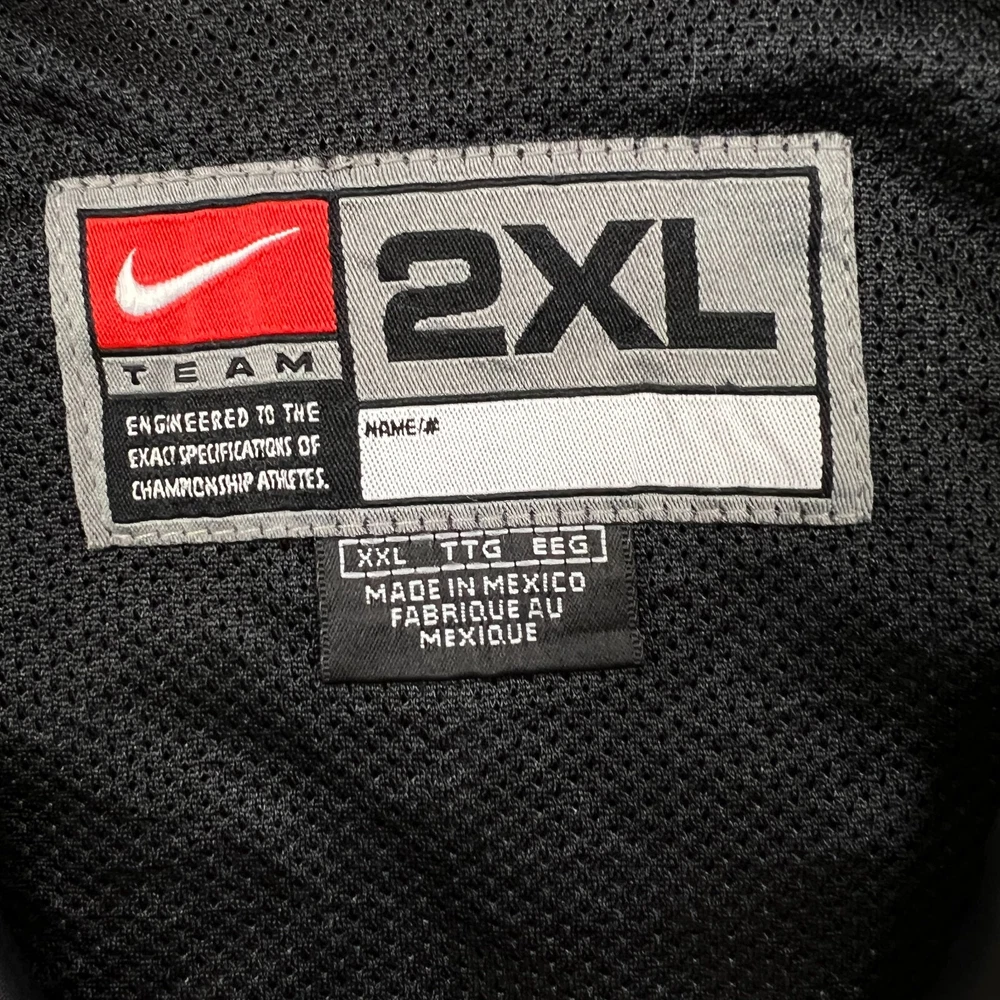 2XL
TEAM
ENGINEERED TO THE
EXACT SPECIFICATIONS OF
CHAMPIONSHIP ATHLETES.
NAME/#
XXL TTG EEG
MADE IN MEXICO
FABRIQUE AU
MEXIQUE